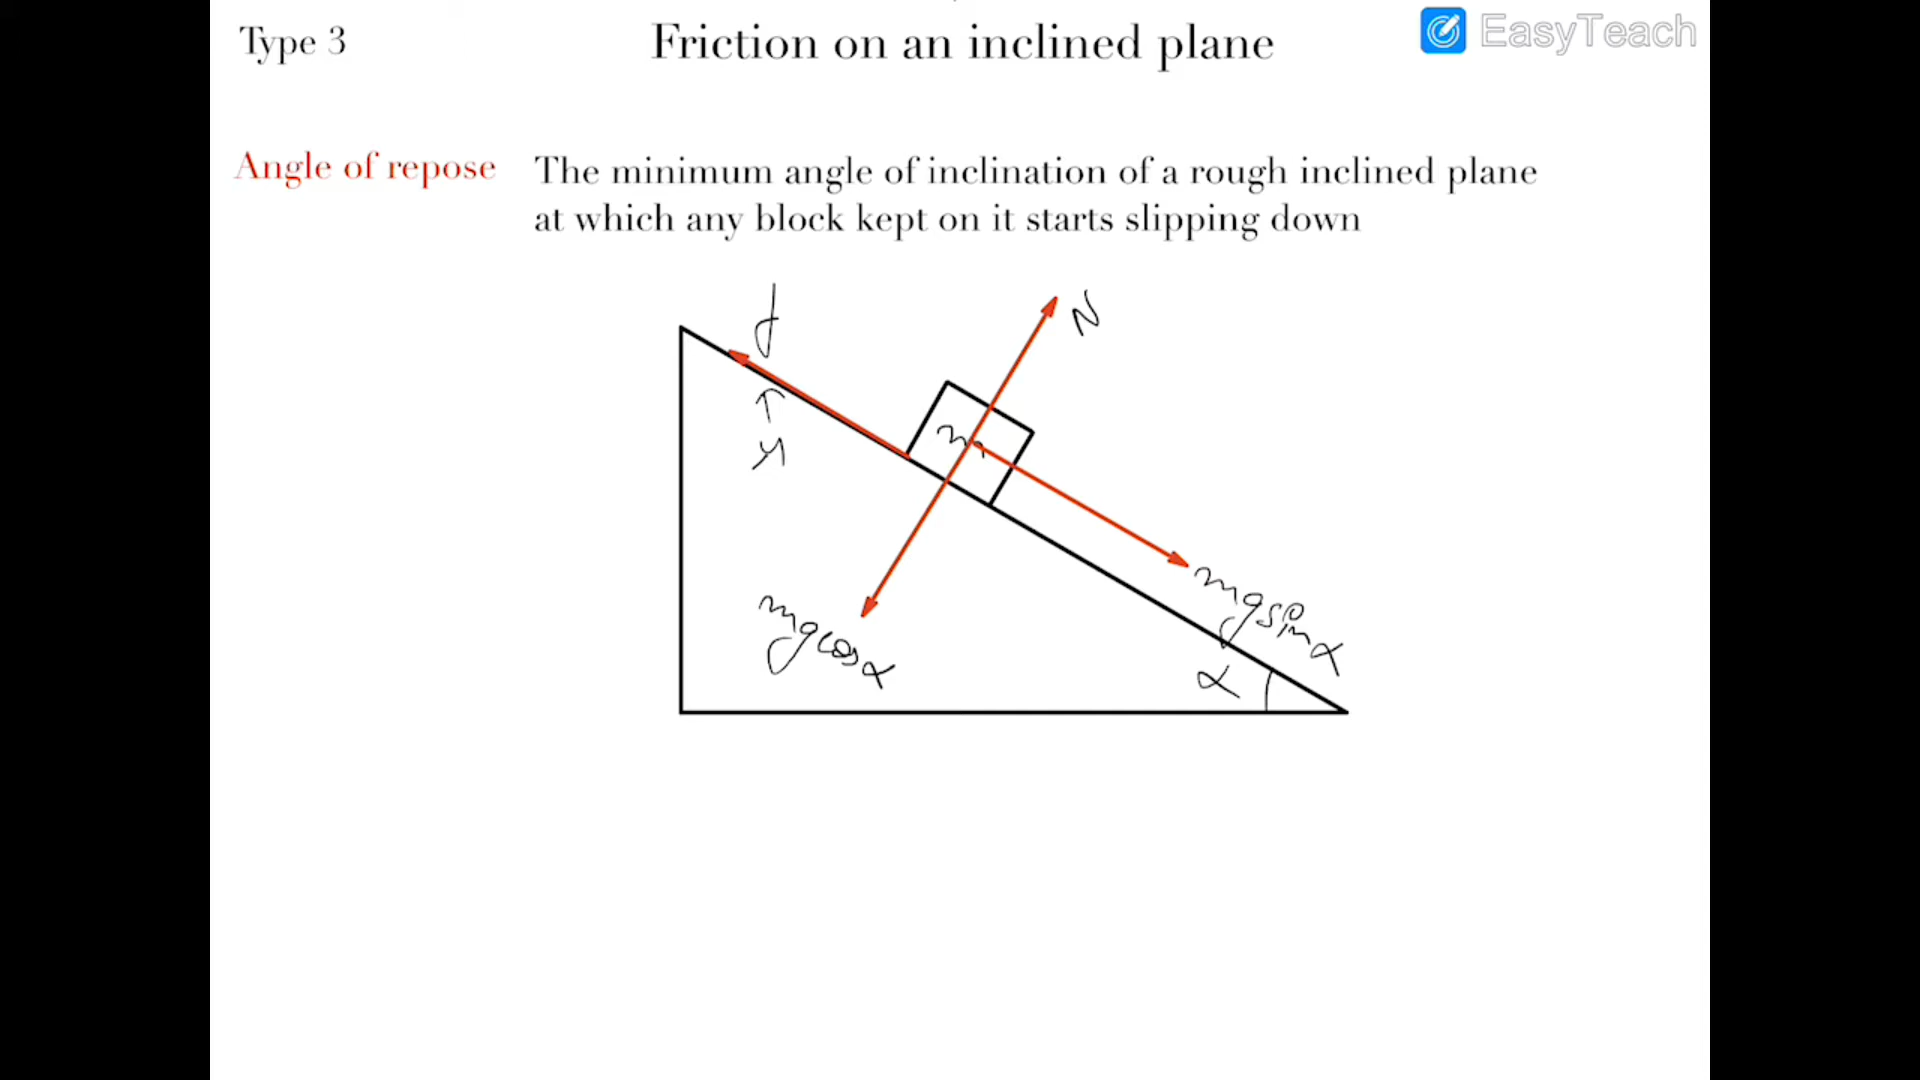 Type 3
Friction on an inclined plane
EasyTeach
Angle of repose
The minimum angle of inclination of a rough inclined plane
at which any block kept on it starts slipping down
f
N
m
mg sin α
mg cos α
α